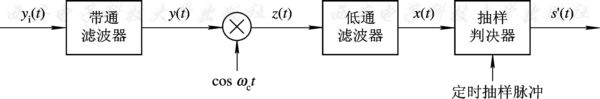 yi(t)
带通
滤波器
y(t)
z(t)
低通
滤波器
x(t)
抽样
判决器
s'(t)
cos ωct
定时抽样脉冲